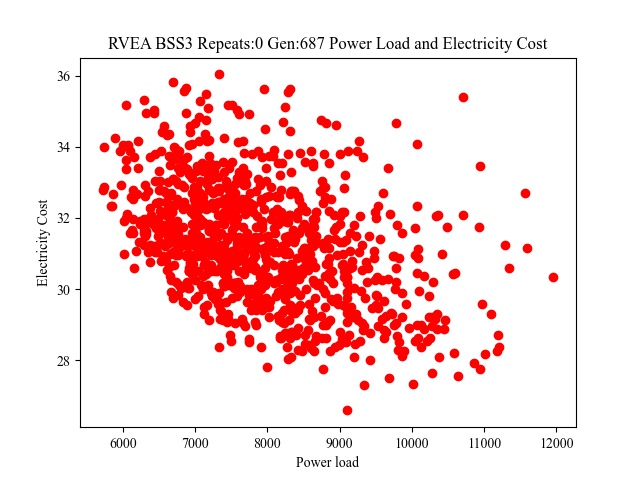 RVEA BSS3 Repeats:0 Gen:687 Power Load and Electricity Cost
36
34
32
30
28
Electricity Cost
6000 7000 8000 9000 10000 11000 12000
Power load